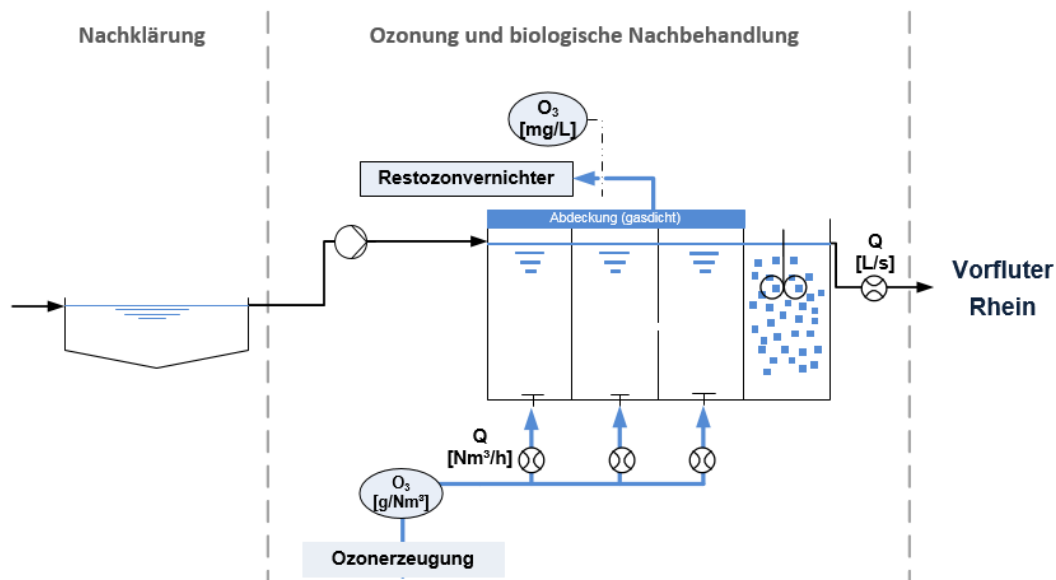 Nachklärung
Ozonung und biologische Nachbehandlung
O₃
[mg/L]
Restozonvernichter
Abdeckung (gasdicht)
Q
[L/s]
Vorfluter
Rhein
Q
[Nm³/h]
O₃
[g/Nm³]
Ozonerzeugung